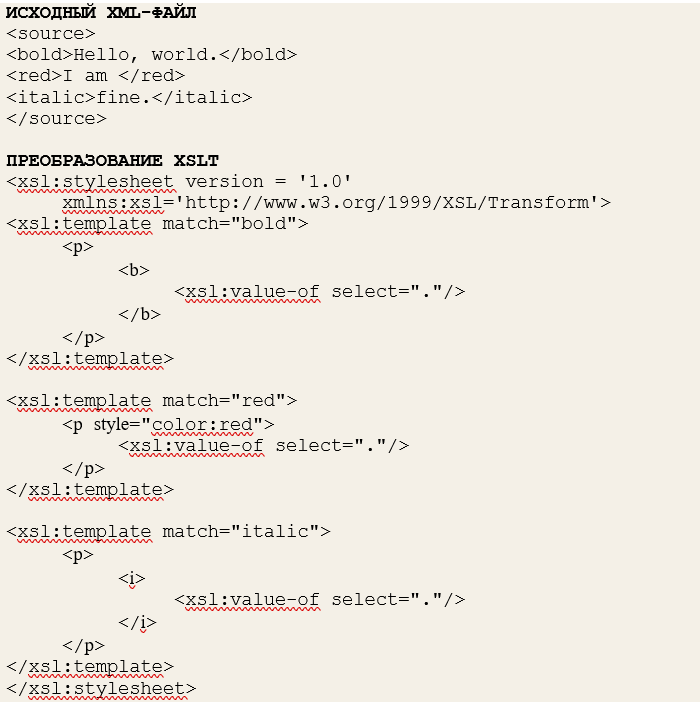 ИСХОДНЫЙ XML-ФАЙЛ
<source>
<bold>Hello, world.</bold>
<red>I am </red>
<italic>fine.</italic>
</source>
ПРЕОБРАЗОВАНИЕ XSLT
<xsl:stylesheet version = '1.0'
xmlns:xsl='http://www.w3.org/1999/XSL/Transform'>
<xsl:template match="bold">
<p>
<b>
<xsl:value-of select="."/>
</b>
</p>
</xsl:template>
<xsl:template match="red">
<p style="color:red">
<xsl:value-of select="."/>
</p>
</xsl:template>
<xsl:template match="italic">
<p>
<i>
<xsl:value-of select="."/>
</i>
</p>
</xsl:template>
</xsl:stylesheet>